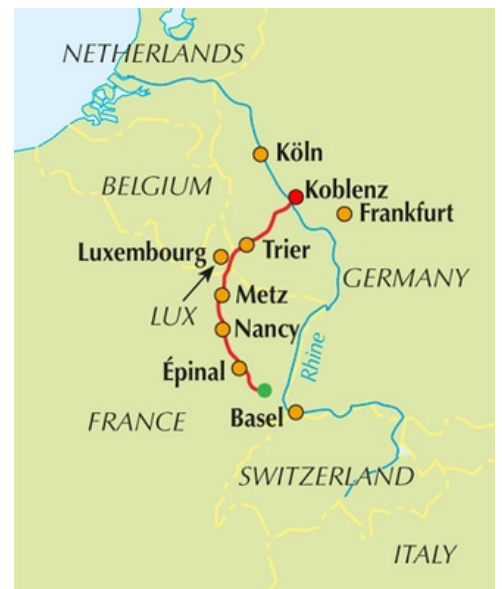 NETHERLANDS
Köln
BELGIUM
Koblenz
Frankfurt
Luxembourg
Trier
GERMANY
Metz
LUX
Nancy
Rhine
Épinal
Basel
FRANCE
SWITZERLAND
ITALY